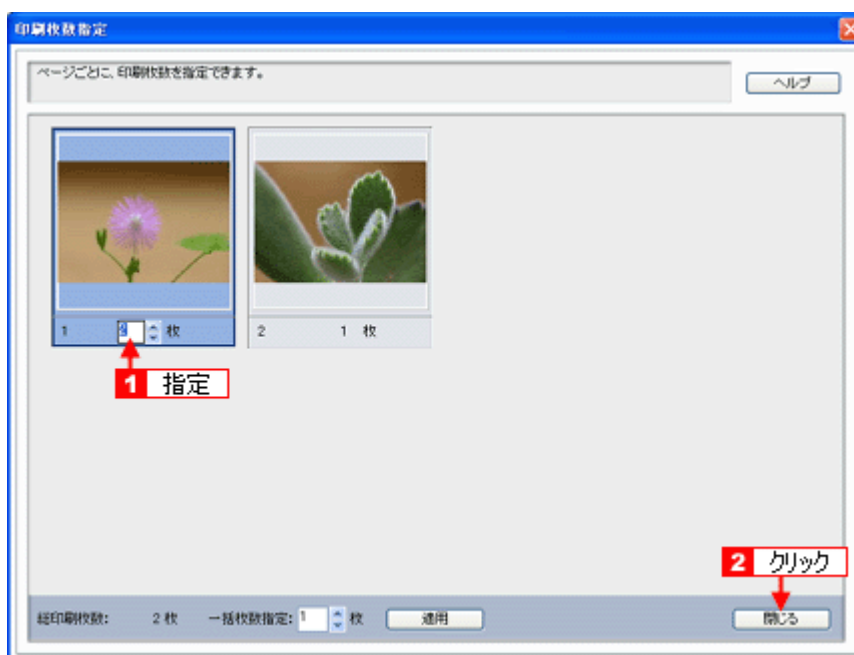 印刷枚数指定
ページごとに、印刷枚数を指定できます。
ヘルプ
1 枚
2 1 枚
1 指定
2 クリック
総印刷枚数: 2 枚 一括枚数指定: 1 枚 適用 閉じる